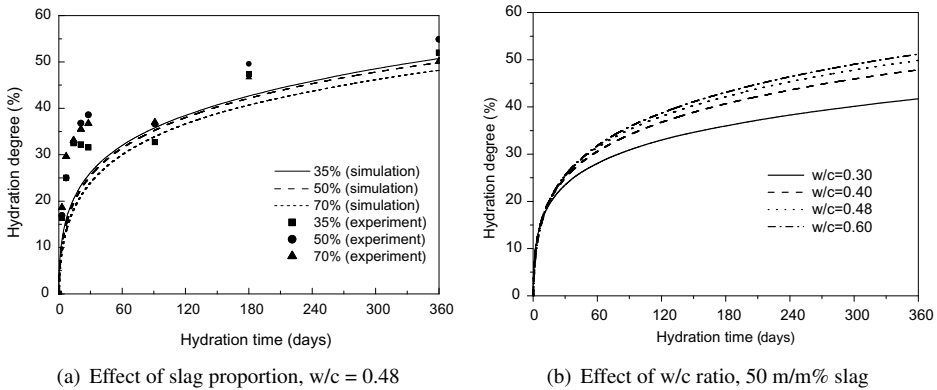 60
50
40
30
20
10
0
Hydration degree (%)
35% (simulation)
50% (simulation)
70% (simulation)
35% (experiment)
50% (experiment)
70% (experiment)
0 60 120 180 240 300 360
Hydration time (days)
(a) Effect of slag proportion, w/c = 0.48
60
50
40
30
20
10
0
Hydration degree (%)
w/c=0.30
w/c=0.40
w/c=0.48
w/c=0.60
0 60 120 180 240 300 360
Hydration time (days)
(b) Effect of w/c ratio, 50 m/m% slag